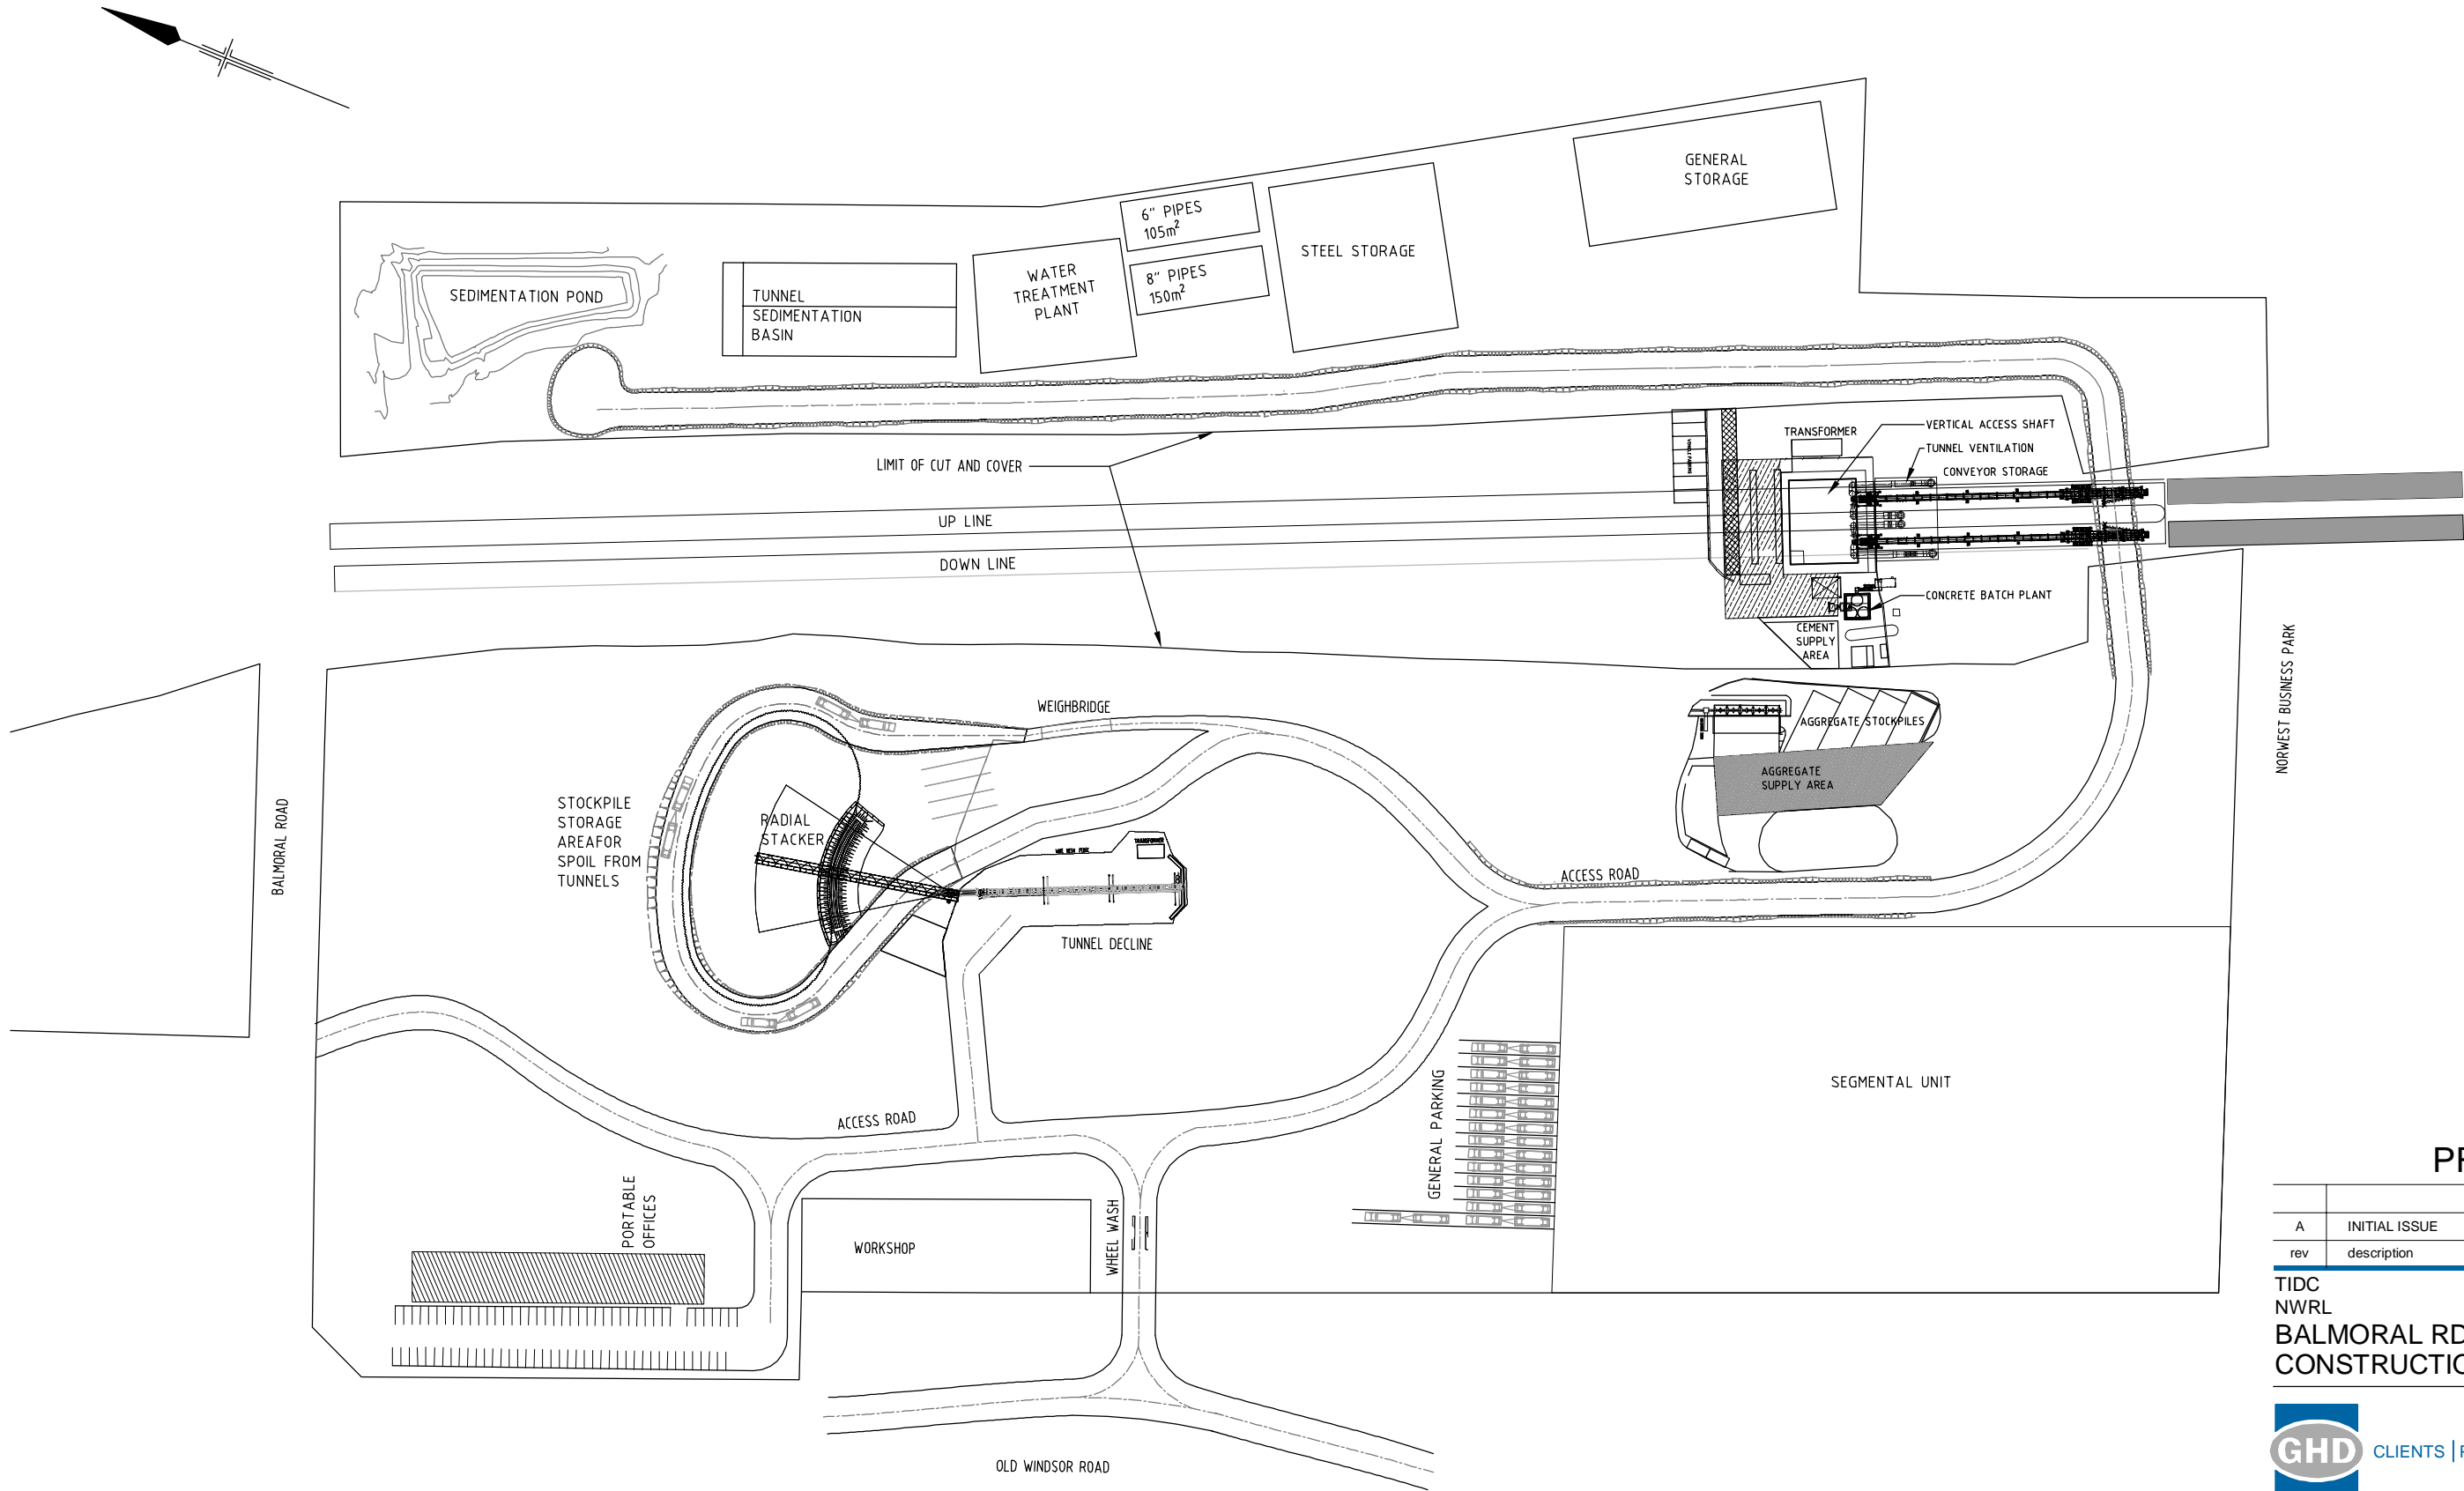 GENERAL
STORAGE
6" PIPES
105m²
STEEL STORAGE
8" PIPES
150m²
WATER
TREATMENT
PLANT
SEDIMENTATION POND
TUNNEL
SEDIMENTATION
BASIN
TRANSFORMER
VERTICAL ACCESS SHAFT
TUNNEL VENTILATION
CONVEYOR STORAGE
LIMIT OF CUT AND COVER
UP LINE
DOWN LINE
CONCRETE BATCH PLANT
CEMENT
SUPPLY
AREA
NORWEST BUSINESS PARK
WEIGHBRIDGE
AGGREGATE STOCKPILES
AGGREGATE
SUPPLY AREA
BALMORAL ROAD
STOCKPILE
STORAGE
AREAFOR
SPOIL FROM
TUNNELS
RADIAL
STACKER
TRANSFORMER
ACCESS ROAD
TUNNEL DECLINE
SEGMENTAL UNIT
GENERAL PARKING
ACCESS ROAD
PORTABLE
OFFICES
WORKSHOP
WHEEL WASH
OLD WINDSOR ROAD
A INITIAL ISSUE
rev description
TIDC
NWRL
BALMORAL RD
CONSTRUCTIO
GHD CLIENTS |